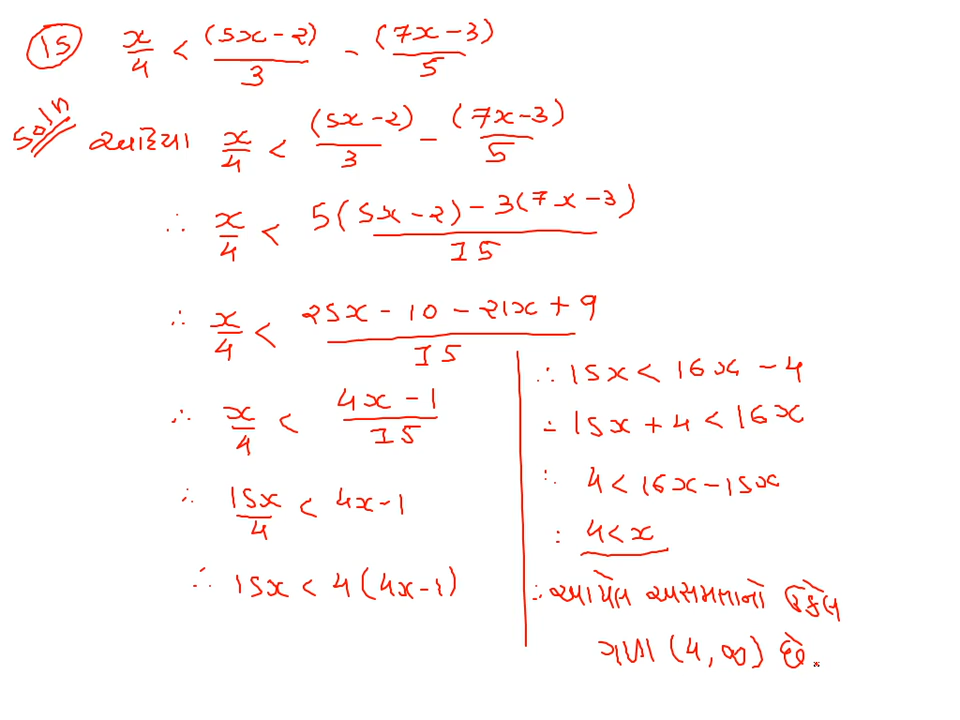 (15) x/4 < (5x-2)/3 - (7x-3)/5
Soln અહિયા x/4 < (5x-2)/3 - (7x-3)/5
∴ x/4 < (5(5x-2)-3(7x-3))/15
∴ x/4 < (25x-10-21x+9)/15
∴ x/4 < (4x-1)/15
∴ 15x/4 < 4x-1
∴ 15x < 4(4x-1)
∴ 15x < 16x - 4
∴ 15x + 4 < 16x
∴ 4 < 16x-15x
∴ 4 < x
∴ આપેલ અસમતાનો ઉકેલ
ગણ (4, ∞) છે.